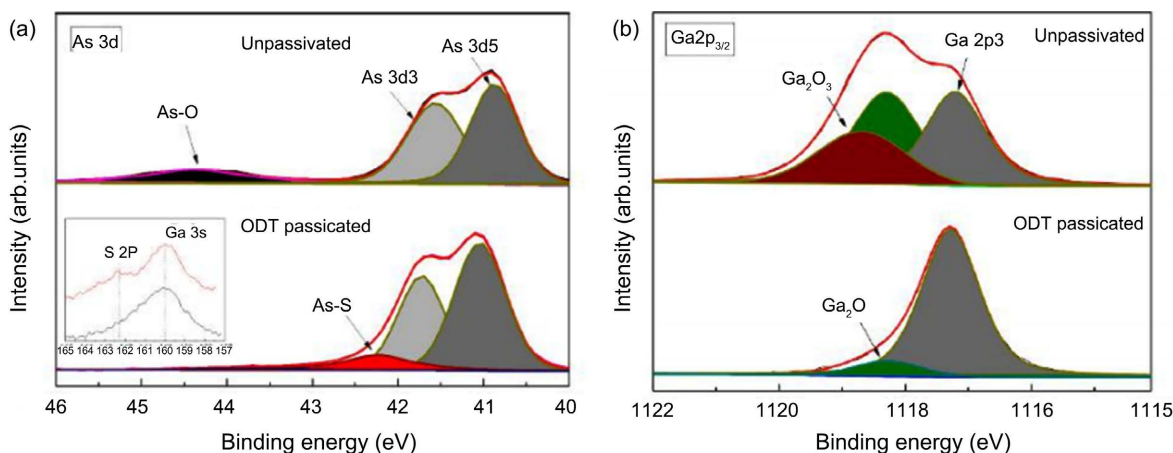 (a)
As 3d
Unpassivated
As 3d5
As 3d3
As-O
ODT passicated
S 2P
Ga 3s
As-S
165 164 163 162 161 160 159 158 157
46 45 44 43 42 41 40
Binding energy (eV)
Intensity (arb.units)
(b)
Ga2p3/2
Unpassivated
Ga 2p3
Ga2O3
ODT passivated
Ga2O
1122 1120 1118 1116 1115
Binding energy (eV)
Intensity (arb.units)